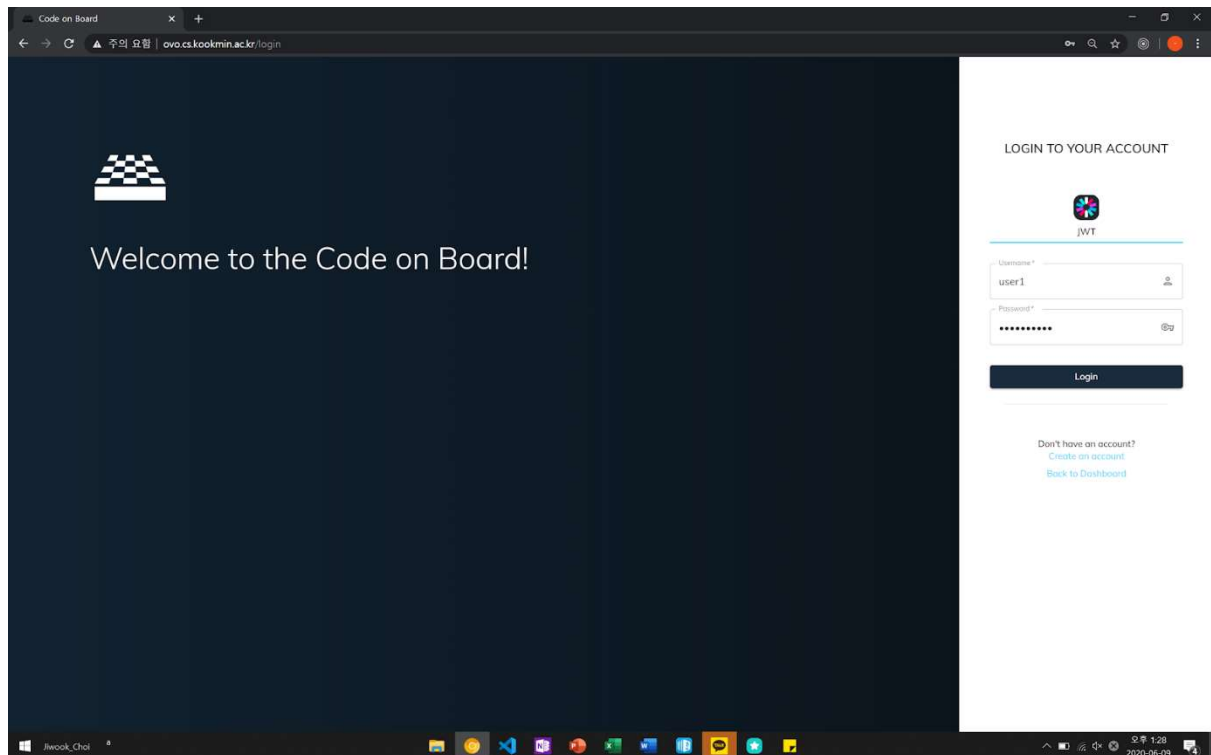 Code on Board
주의 요함 | ovo.cs.kookmin.ac.kr/login
LOGIN TO YOUR ACCOUNT
JWT
Welcome to the Code on Board!
Username *
user1
Password *
••••••••••
Login
Don't have an account?
Create an account
Back to Dashboard
Jiwook_Choi
오후 1:28
2020-06-09